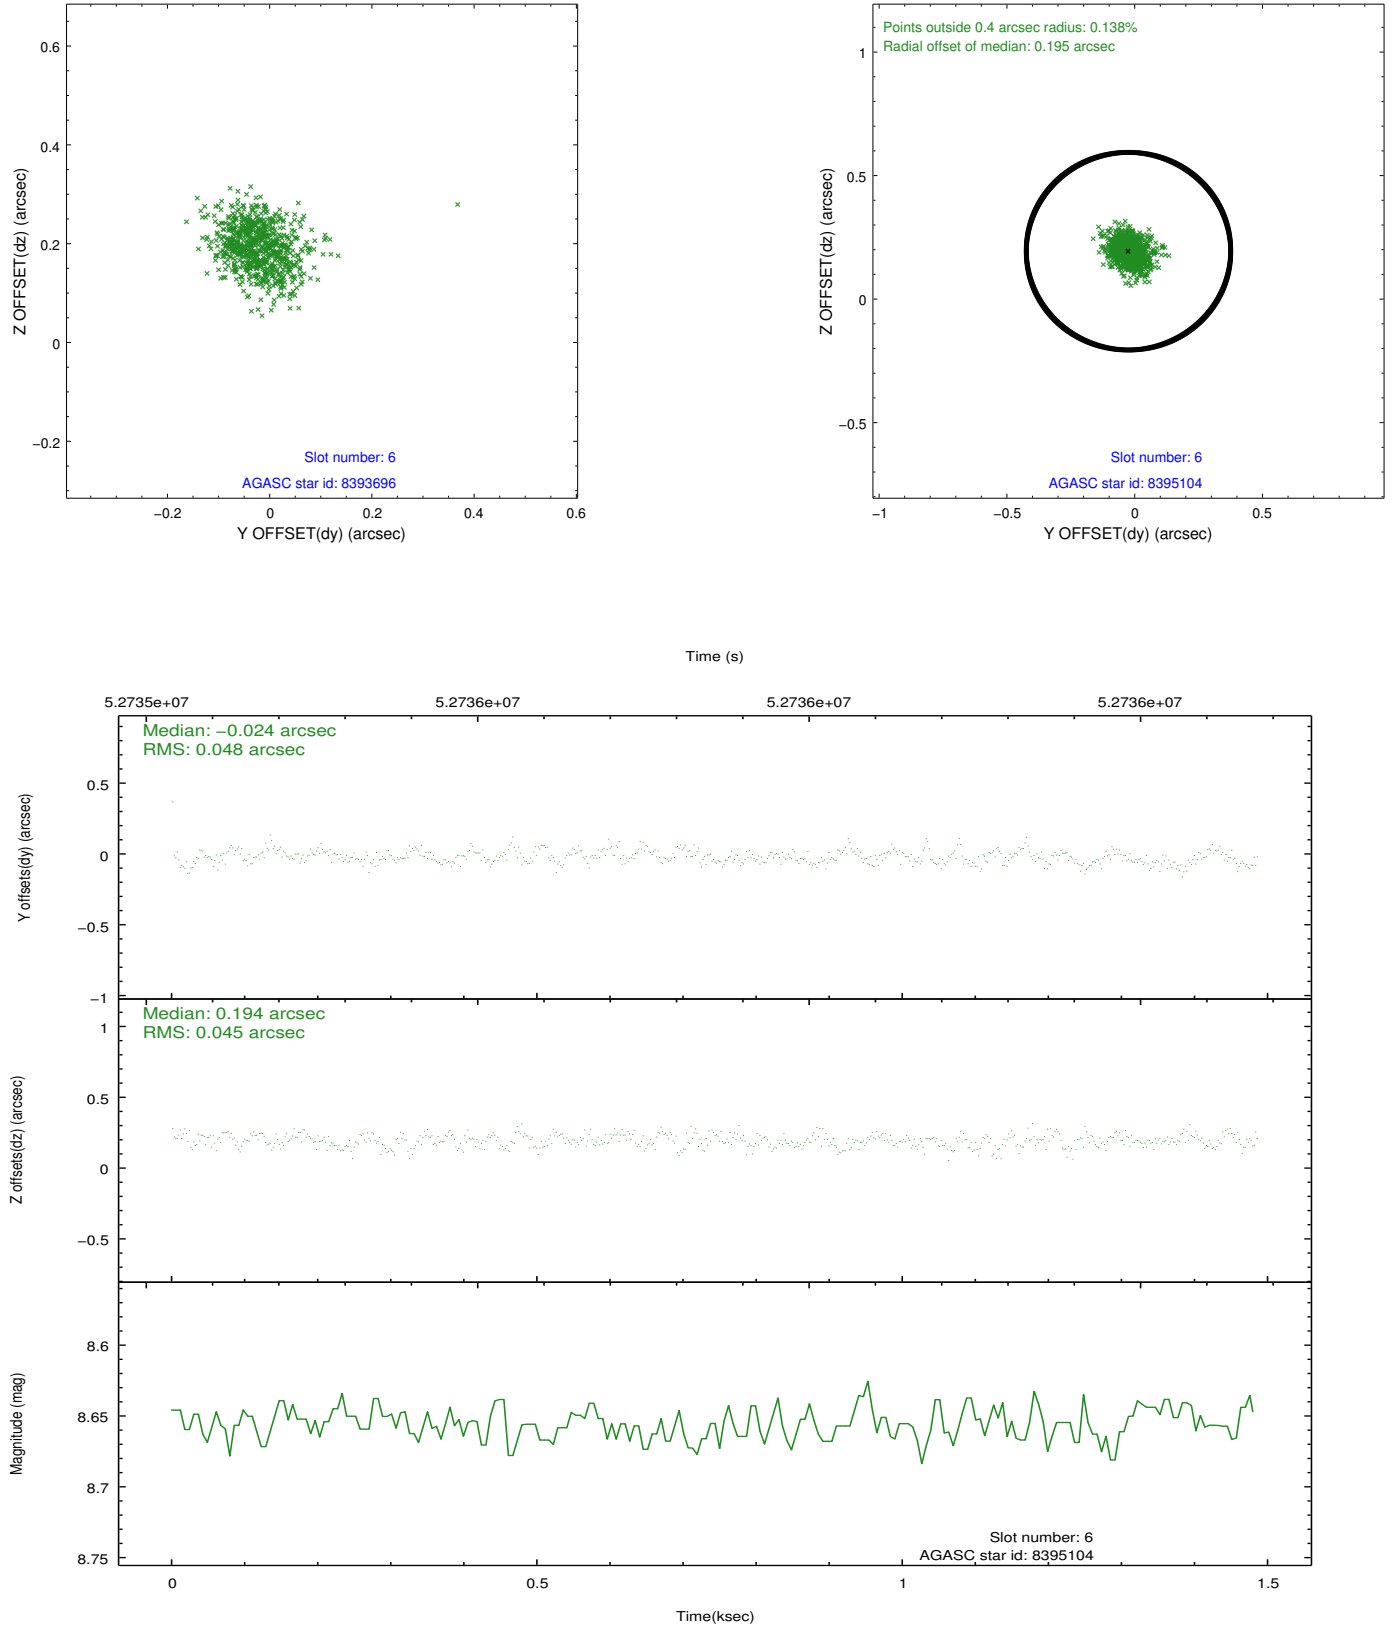 0.6
0.4
0.2
0
−0.2
Z OFFSET(dz) (arcsec)
Slot number: 6
AGASC star id: 8393696
−0.2 0 0.2 0.4 0.6
Y OFFSET(dy) (arcsec)
Points outside 0.4 arcsec radius: 0.138%
Radial offset of median: 0.195 arcsec
1
0.5
0
−0.5
Z OFFSET(dz) (arcsec)
Slot number: 6
AGASC star id: 8395104
−1 −0.5 0 0.5
Y OFFSET(dy) (arcsec)
Time (s)
5.2735e+07 5.2736e+07 5.2736e+07 5.2736e+07
Median: −0.024 arcsec
RMS: 0.048 arcsec
0.5
0
−0.5
−1
Y offsets(dy) (arcsec)
Median: 0.194 arcsec
RMS: 0.045 arcsec
1
0.5
0
−0.5
Z offsets(dz) (arcsec)
8.6
8.65
8.7
8.75
Magnitude (mag)
Slot number: 6
AGASC star id: 8395104
0 0.5 1 1.5
Time(ksec)